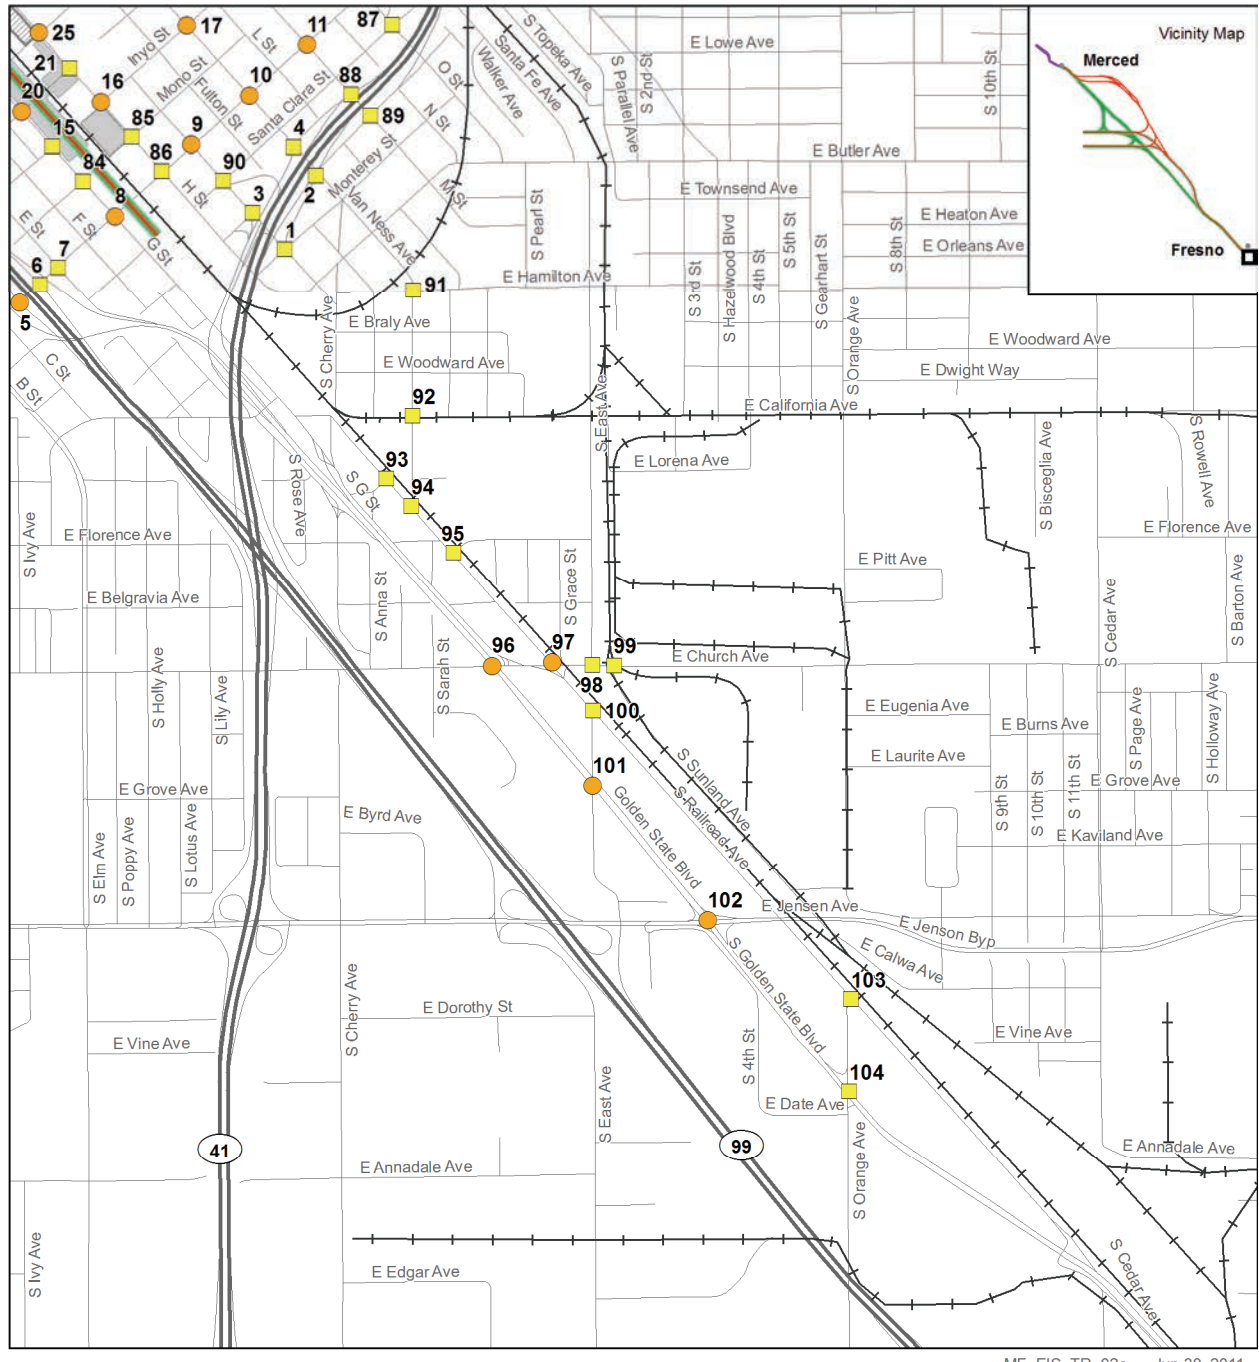 25
17
11
87
Vicinity Map
Merced
Fresno
21
20
16
10
88
89
15
85
9
4
84
86
90
3
2
8
1
7
6
5
91
92
93
94
95
96
97
98
99
100
101
102
103
104
41
99
Inyo St
L St
Mono St
Fulton St
Santa Clara St
O St
N St
M St
Monterey St
Van Ness Ave
H St
G St
F St
E St
C St
B St
Walker Ave
Santa Fe Ave
S Topeka Ave
S Parallel Ave
S 2nd St
E Lowe Ave
S 10th St
E Butler Ave
E Townsend Ave
E Heaton Ave
E Orleans Ave
S Pearl St
S 3rd St
S Hazelwood Blvd
S 4th St
S 5th St
S Gearhart St
S 8th St
E Hamilton Ave
S Cherry Ave
E Braly Ave
E Woodward Ave
S Orange Ave
E Woodward Ave
E Dwight Way
S East Ave
E California Ave
E Lorena Ave
S Bisceglia Ave
S Rowell Ave
S Rose Ave
S G St
S Ivy Ave
E Florence Ave
E Florence Ave
E Pitt Ave
E Belgravia Ave
S Anna St
S Grace St
S Cedar Ave
S Barton Ave
E Church Ave
S Sarah St
S Holly Ave
S Lily Ave
E Eugenia Ave
E Burns Ave
S Page Ave
S Holloway Ave
E Laurite Ave
S Sunland Ave
S Railroad Ave
Golden State Blvd
E Grove Ave
E Grove Ave
E Byrd Ave
S 9th St
S 10th St
S 11th St
E Kaviland Ave
S Elm Ave
S Poppy Ave
S Lotus Ave
E Jensen Ave
E Jenson Byp
E Calwa Ave
S Golden State Blvd
S Cherry Ave
E Dorothy St
E Vine Ave
E Vine Ave
S 4th St
E Date Ave
S East Ave
E Annadale Ave
E Annadale Ave
S Orange Ave
S Ivy Ave
E Edgar Ave
S Cedar Ave